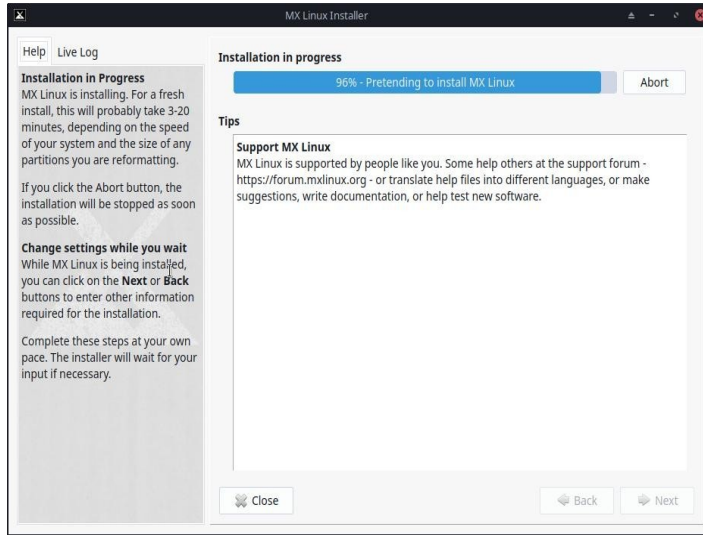 MX Linux Installer
Help Live Log
Installation in Progress
MX Linux is installing. For a fresh
install, this will probably take 3-20
minutes, depending on the speed
of your system and the size of any
partitions you are reformatting.
If you click the Abort button, the
installation will be stopped as soon
as possible.
Change settings while you wait
While MX Linux is being installed,
you can click on the Next or Back
buttons to enter other information
required for the installation.
Complete these steps at your own
pace. The installer will wait for your
input if necessary.
Installation in progress
96% - Pretending to install MX Linux
Abort
Tips
Support MX Linux
MX Linux is supported by people like you. Some help others at the support forum -
https://forum.mxlinux.org - or translate help files into different languages, or make
suggestions, write documentation, or help test new software.
Close
Back
Next